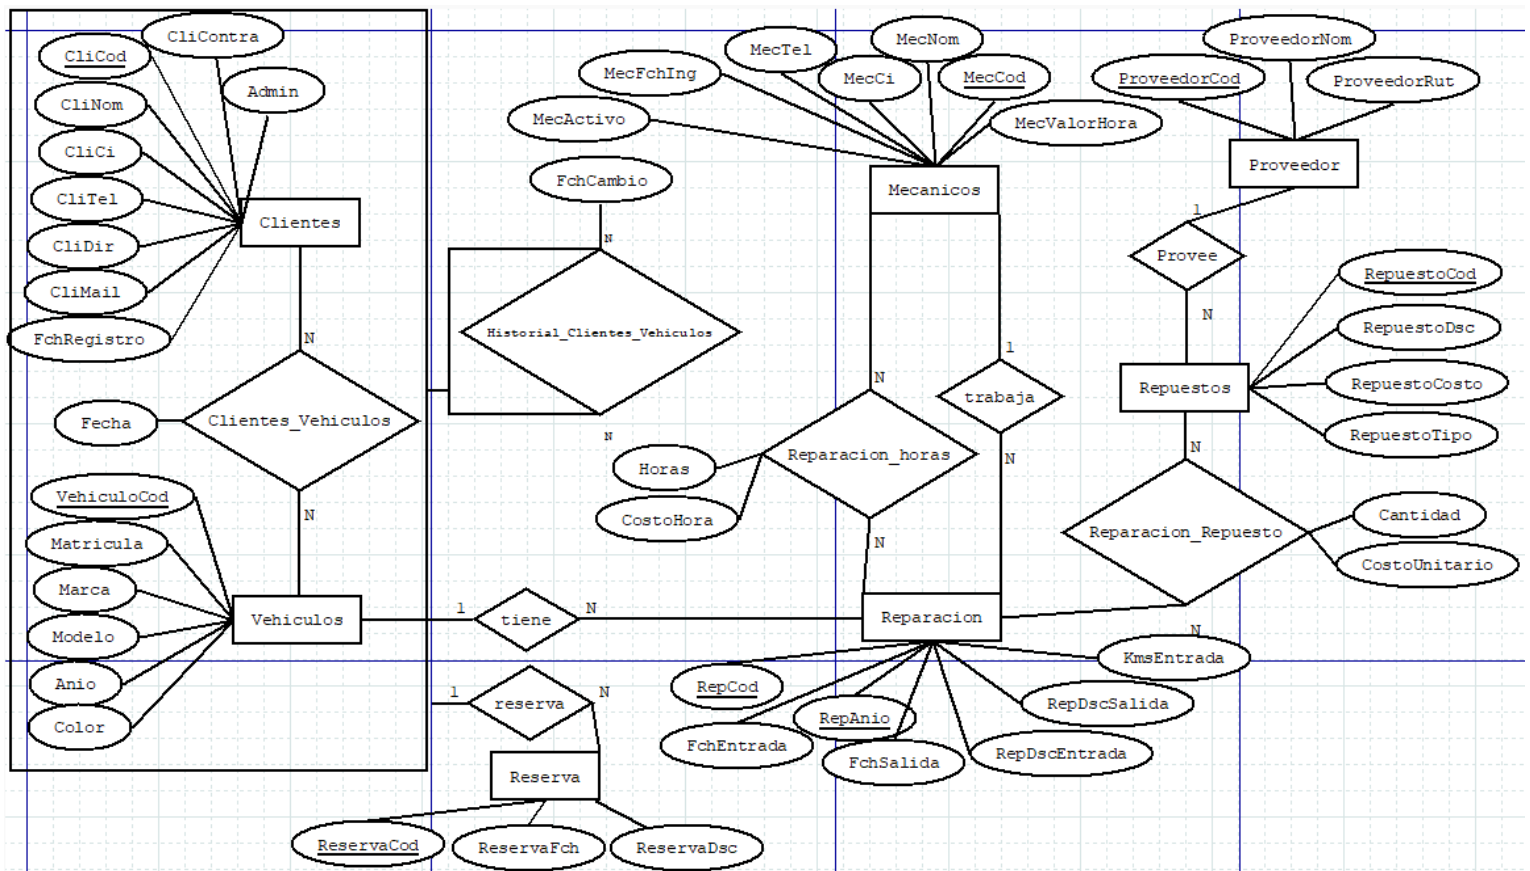 CliContra
CliCod
Admin
CliNom
CliCi
CliTel
CliDir
CliMail
FchRegistro
Clientes
N
Clientes_Vehiculos
Fecha
N
VehiculoCod
Matricula
Marca
Modelo
Anio
Color
Vehiculos
FchCambio
N
Historial_Clientes_Vehiculos
N
MecTel
MecNom
MecFchIng
MecCi
MecCod
MecActivo
MecValorHora
Mecanicos
N
1
Reparacion_horas
trabaja
Horas
CostoHora
N
N
ProveedorNom
ProveedorCod
ProveedorRut
Proveedor
1
Provee
N
Repuestos
RepuestoCod
RepuestoDsc
RepuestoCosto
RepuestoTipo
N
Reparacion_Repuesto
Cantidad
CostoUnitario
N
1
tiene
N
Reparacion
KmsEntrada
RepCod
RepDscSalida
RepAnio
FchEntrada
RepDscEntrada
FchSalida
1
reserva
N
Reserva
ReservaCod
ReservaFch
ReservaDsc